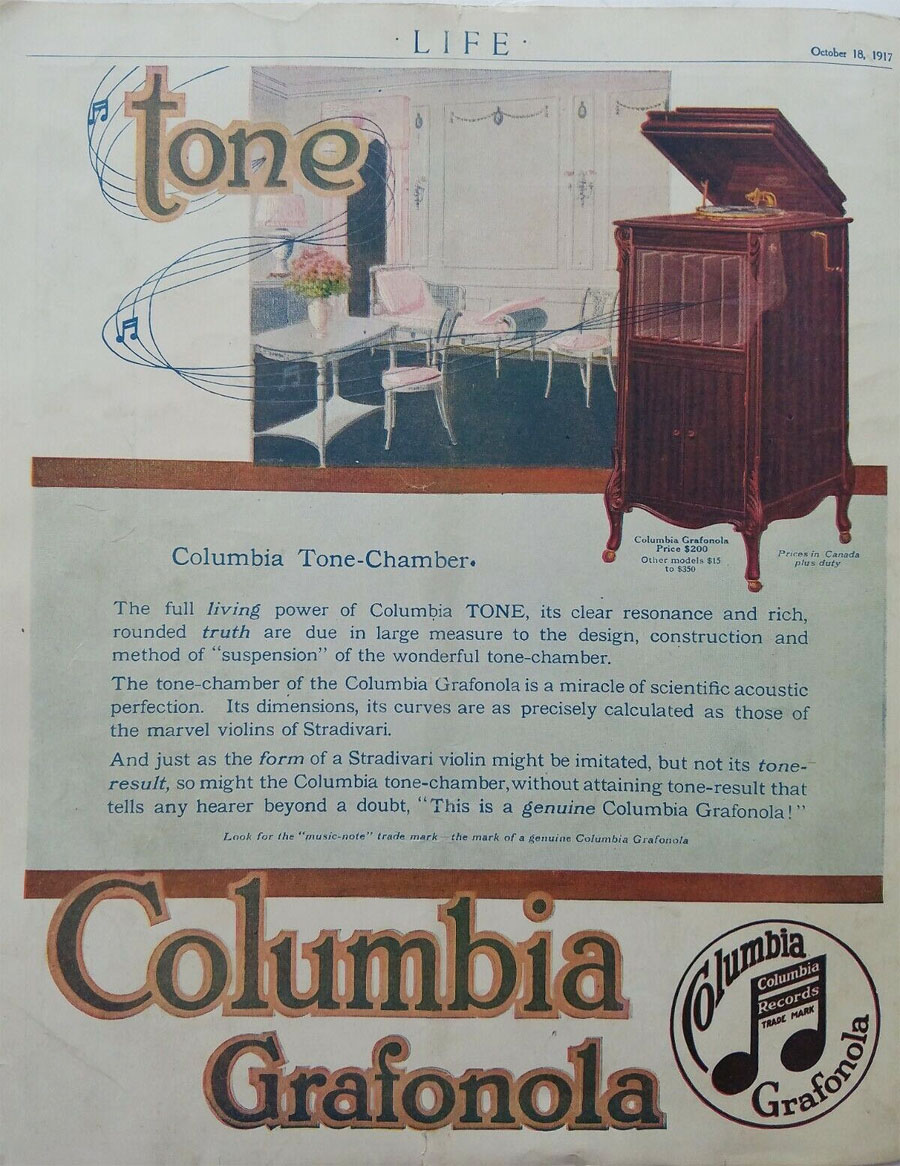 · LIFE ·
October 18, 1917
tone
Columbia Grafonola
Price $200
Other models $15
to $350
Prices in Canada
plus duty
Columbia Tone-Chamber.
The full living power of Columbia TONE, its clear resonance and rich,
rounded truth are due in large measure to the design, construction and
method of “suspension” of the wonderful tone-chamber.
The tone-chamber of the Columbia Grafonola is a miracle of scientific acoustic
perfection. Its dimensions, its curves are as precisely calculated as those of
the marvel violins of Stradivari.
And just as the form of a Stradivari violin might be imitated, but not its tone-
result, so might the Columbia tone-chamber, without attaining tone-result that
tells any hearer beyond a doubt, “This is a genuine Columbia Grafonola!”
Look for the “music-note” trade mark—the mark of a genuine Columbia Grafonola
Columbia
Grafonola
Columbia
Columbia
Records
TRADE MARK
Grafonola